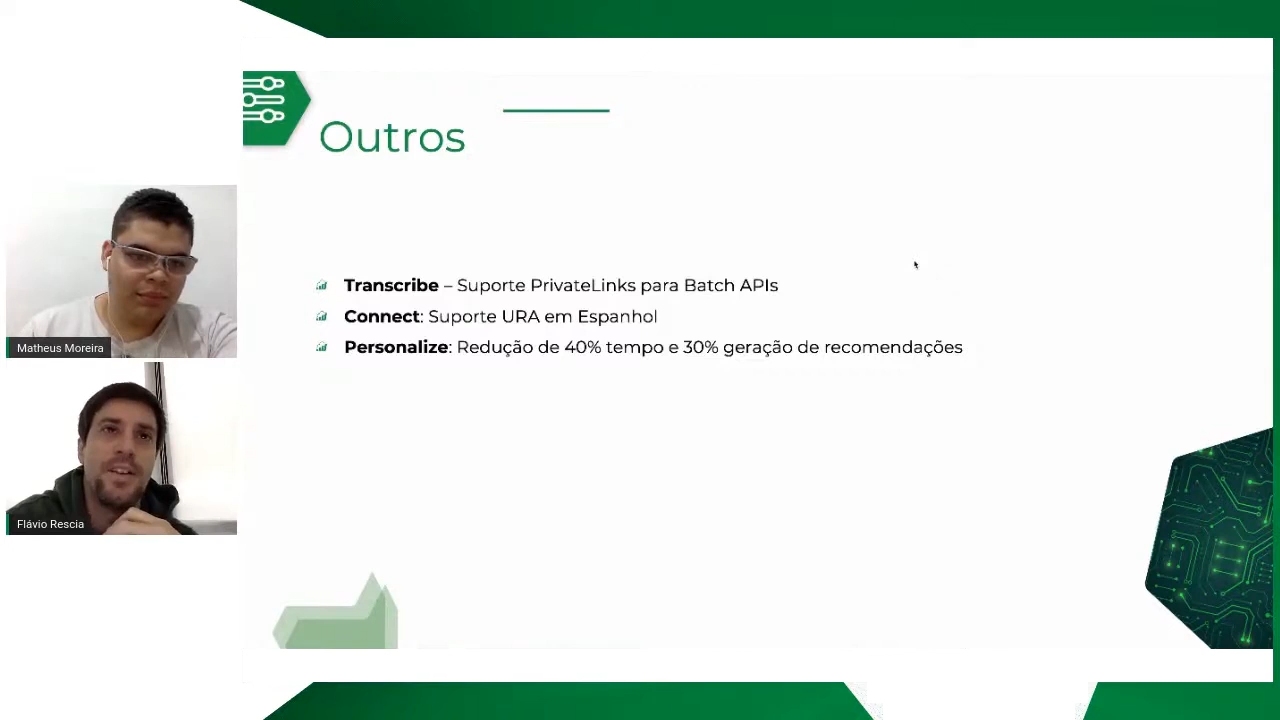 Outros
Transcribe – Suporte PrivateLinks para Batch APIs
Connect: Suporte URA em Espanhol
Personalize: Redução de 40% tempo e 30% geração de recomendações
Matheus Moreira
Flávio Rescia